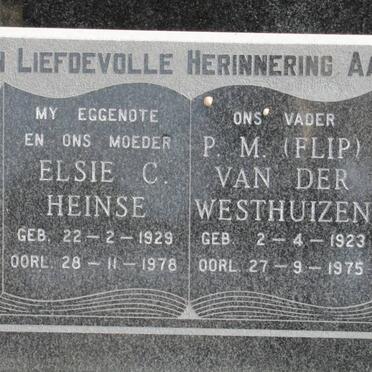 LIEFDEVOLLE HERINNERING AA
MY EGGENOTE
EN ONS MOEDER
ELSIE C.
HEINSE
GEB. 22-2-1929
OORL. 28-11-1978
ONS VADER
P. M. (FLIP)
VAN DER
WESTHUIZEN
GEB. 2-4-1923
OORL. 27-9-1975